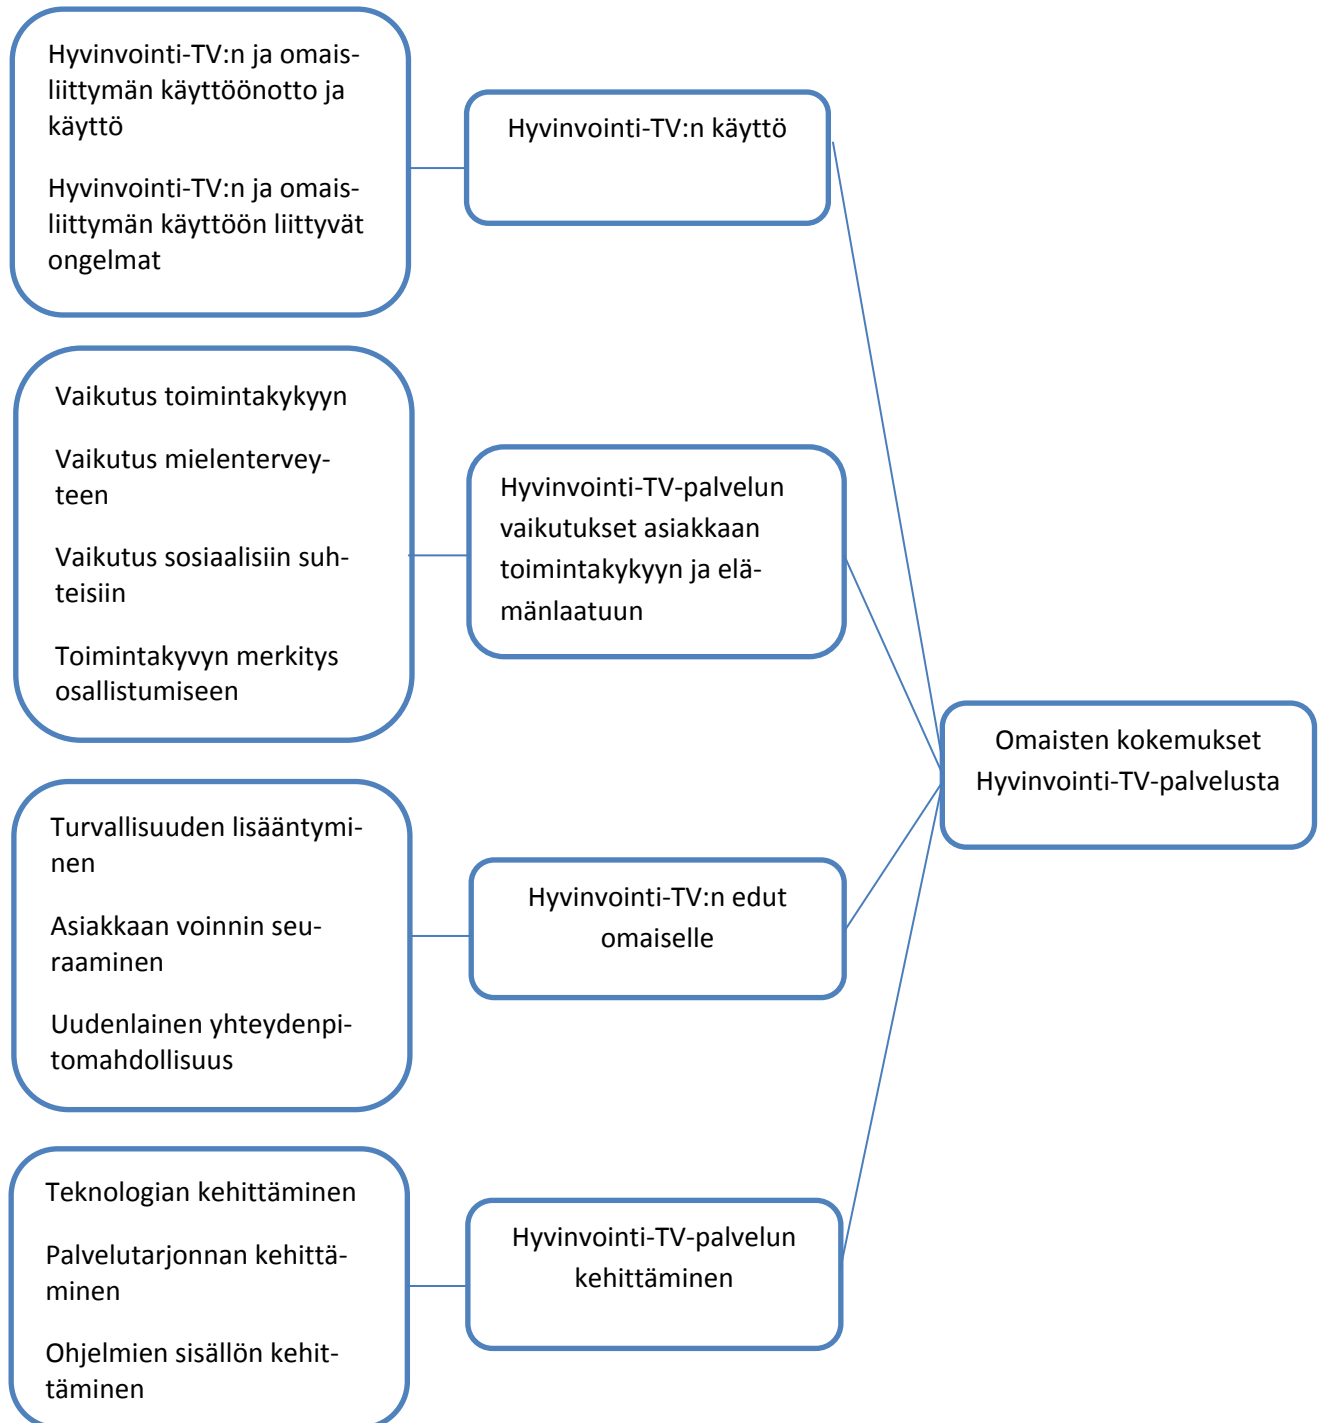 Hyvinvointi-TV:n ja omais-
liittymän käyttöönotto ja
käyttö
Hyvinvointi-TV:n ja omais-
liittymän käyttöön liittyvät
ongelmat
Hyvinvointi-TV:n käyttö
Vaikutus toimintakykyyn
Vaikutus mielentervey-
teen
Vaikutus sosiaalisiin suh-
teisiin
Toimintakyvyn merkitys
osallistumiseen
Hyvinvointi-TV-palvelun
vaikutukset asiakkaan
toimintakykyyn ja elä-
mänlaatuun
Omaisten kokemukset
Hyvinvointi-TV-palvelusta
Turvallisuuden lisääntymi-
nen
Asiakkaan voinnin seu-
raaminen
Uudenlainen yhteydenpi-
tomahdollisuus
Hyvinvointi-TV:n edut
omaiselle
Teknologian kehittäminen
Palvelutarjonnan kehittä-
minen
Ohjelmien sisällön kehit-
täminen
Hyvinvointi-TV-palvelun
kehittäminen